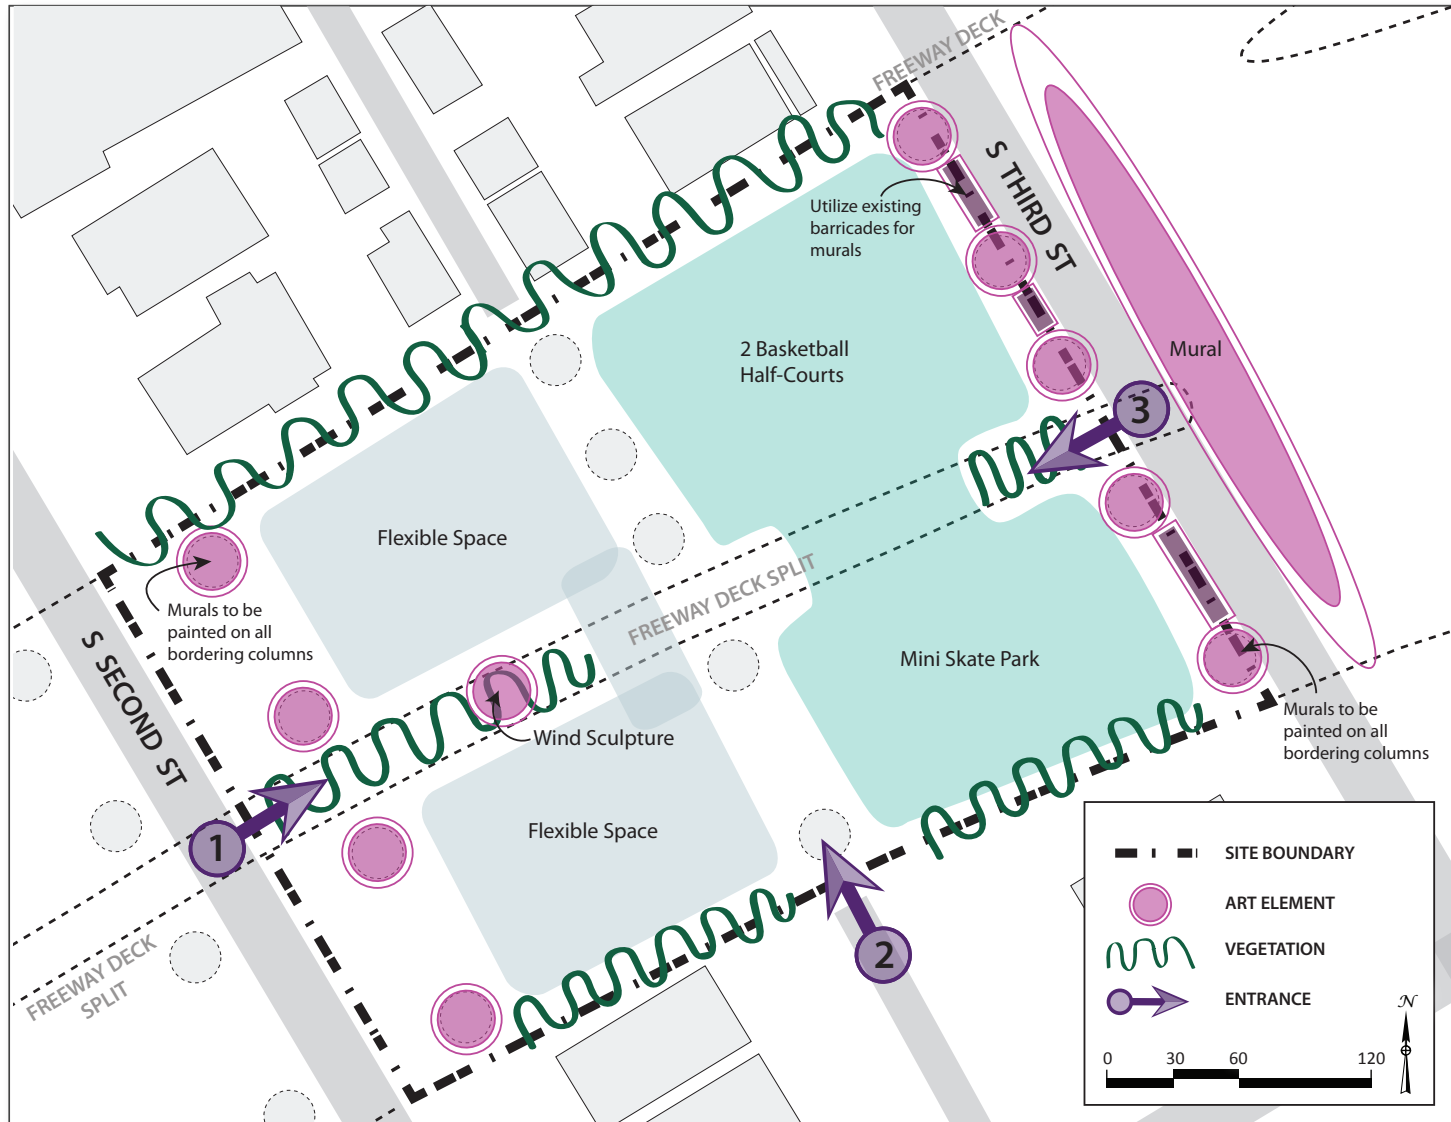 FREEWAY DECK
S THIRD ST
Utilize existing
barricades for
murals
2 Basketball
Half-Courts
Mural
3
Flexible Space
FREEWAY DECK SPLIT
Murals to be
painted on all
bordering columns
S SECOND ST
Mini Skate Park
Wind Sculpture
Murals to be
painted on all
bordering columns
Flexible Space
1
2
FREEWAY DECK
SPLIT
SITE BOUNDARY
ART ELEMENT
VEGETATION
ENTRANCE
N
0 30 60 120